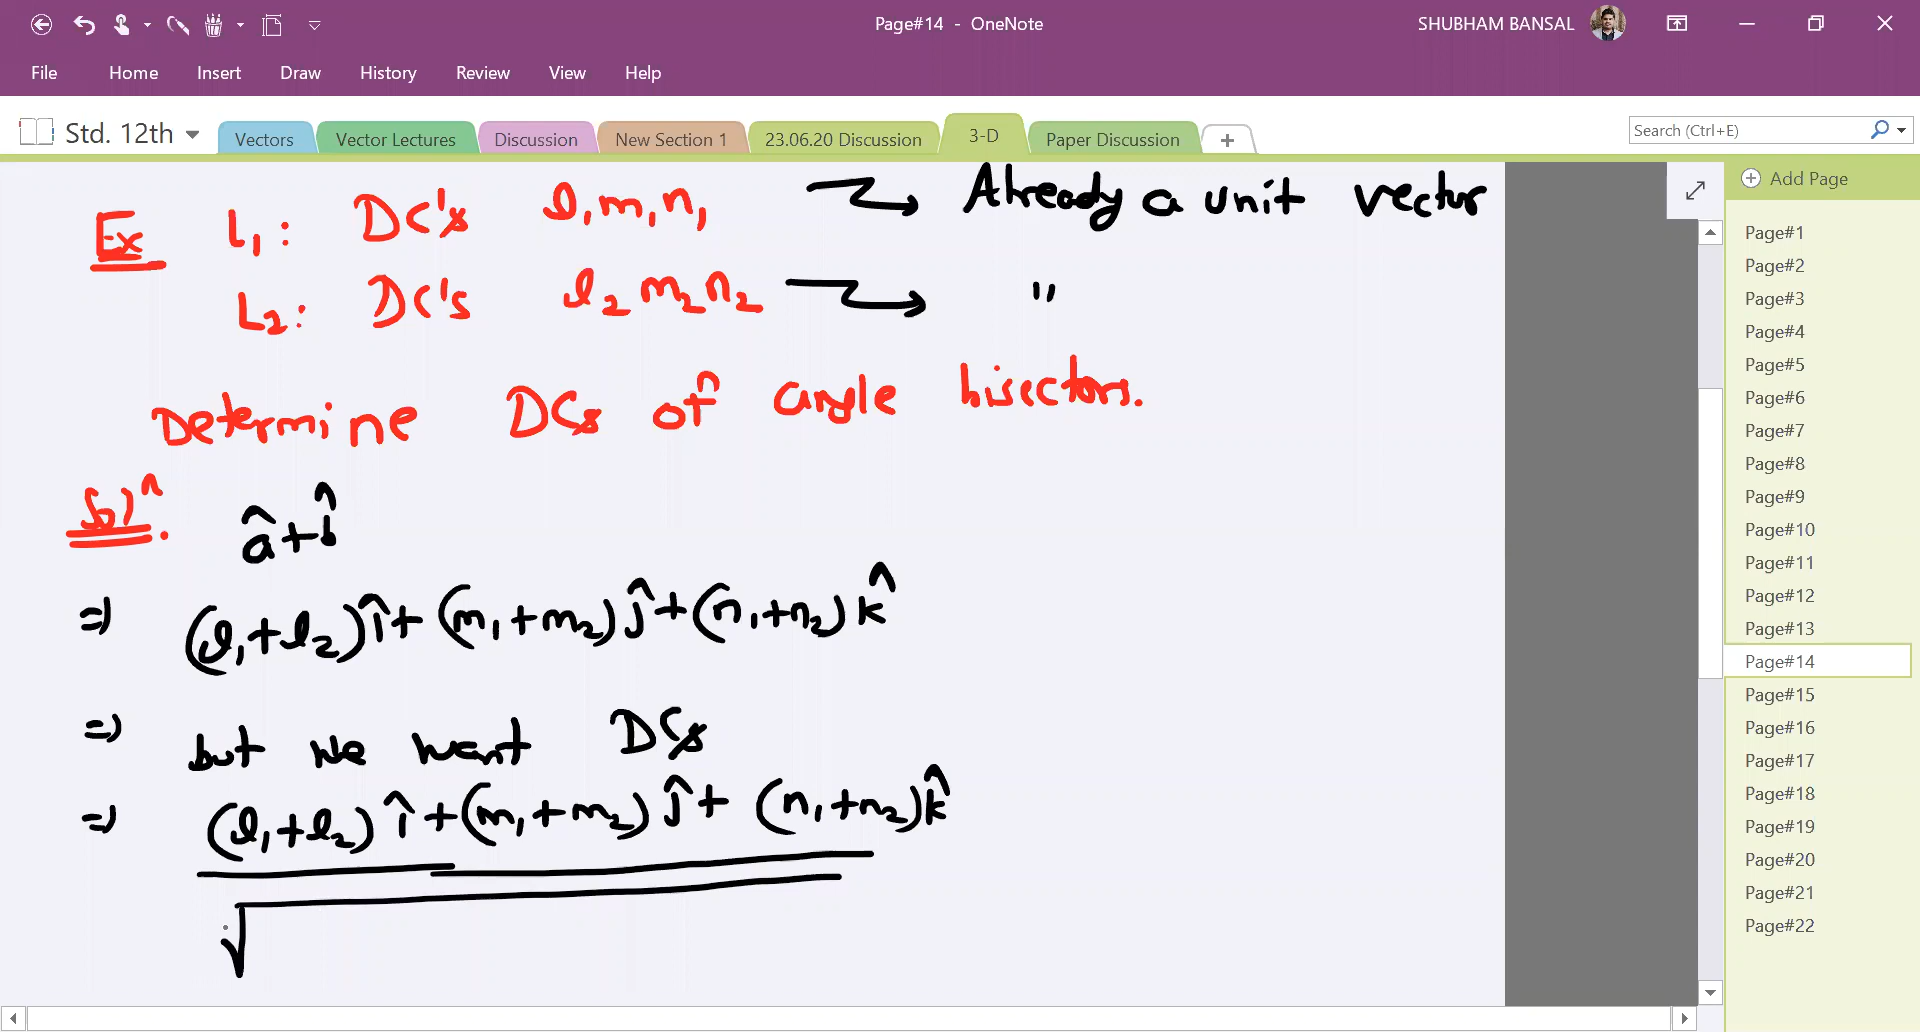 Page#14 - OneNote
SHUBHAM BANSAL
File Home Insert Draw History Review View Help
Std. 12th
Vectors Vector Lectures Discussion New Section 1 23.06.20 Discussion 3-D Paper Discussion +
Search (Ctrl+E)
Ex L₁: DC's l₁m₁n₁ → Already a unit vector
L₂: DC's l₂m₂n₂ → "
Determine DCs of angle bisectors.
Solⁿ. â+b̂
⇒ (l₁+l₂)î+(m₁+m₂)ĵ+(n₁+n₂)k̂
⇒ but we want DCs
⇒ (l₁+l₂)î+(m₁+m₂)ĵ+(n₁+n₂)k̂
√
Add Page
Page#1
Page#2
Page#3
Page#4
Page#5
Page#6
Page#7
Page#8
Page#9
Page#10
Page#11
Page#12
Page#13
Page#14
Page#15
Page#16
Page#17
Page#18
Page#19
Page#20
Page#21
Page#22